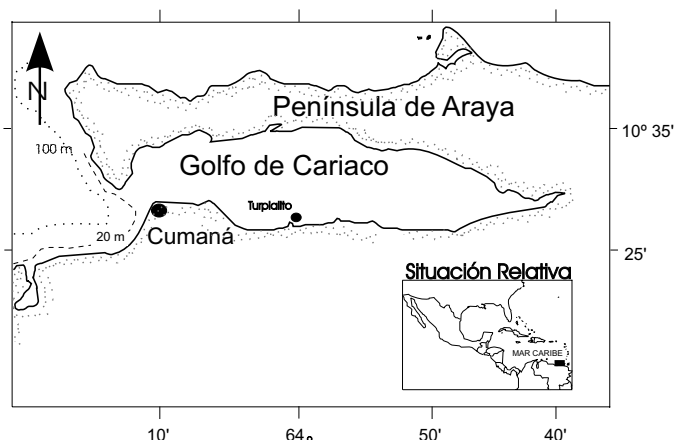 N
Península de Araya
10º 35'
100 m
Golfo de Cariaco
Turpialito
20 m
Cumaná
25'
Situación Relativa
MAR CARIBE
10'
64º
50'
40'